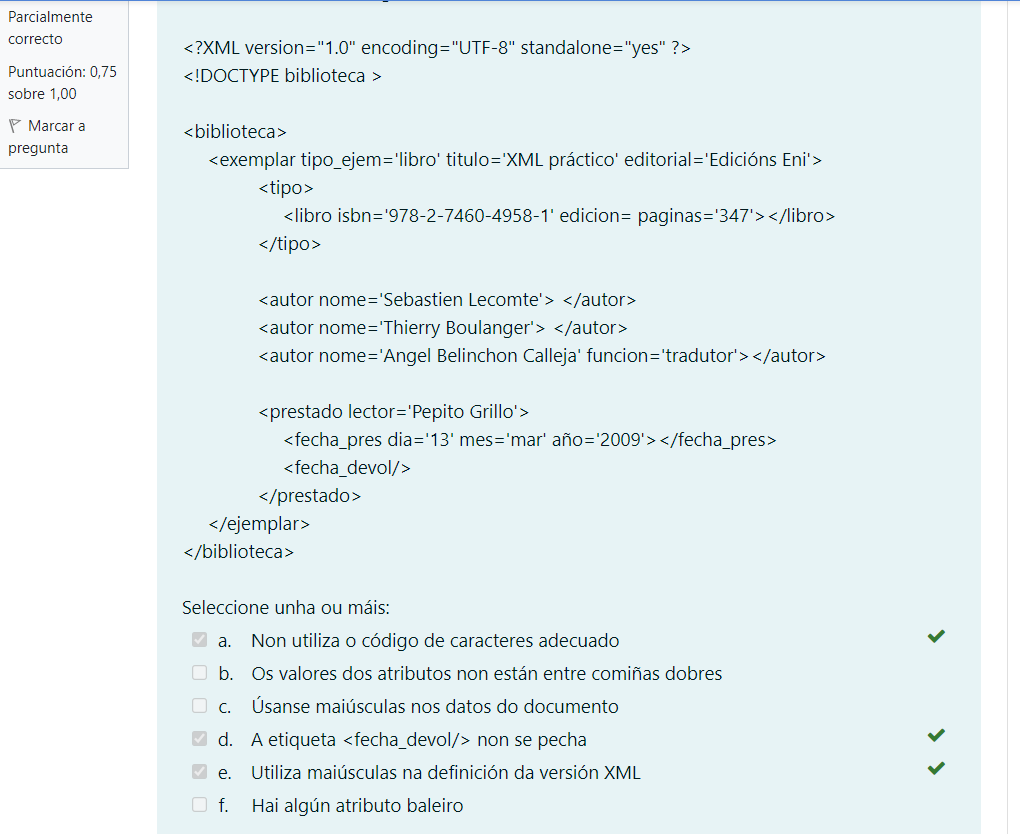 Parcialmente
correcto
Puntuación: 0,75
sobre 1,00
Marcar a
pregunta
<?XML version="1.0" encoding="UTF-8" standalone="yes" ?>
<!DOCTYPE biblioteca >
<biblioteca>
<exemplar tipo_ejem='libro' titulo='XML práctico' editorial='Edicións Eni'>
<tipo>
<libro isbn='978-2-7460-4958-1' edicion= paginas='347'></libro>
</tipo>
<autor nome='Sebastien Lecomte'> </autor>
<autor nome='Thierry Boulanger'> </autor>
<autor nome='Angel Belinchon Calleja' funcion='tradutor'></autor>
<prestado lector='Pepito Grillo'>
<fecha_pres dia='13' mes='mar' año='2009'></fecha_pres>
<fecha_devol/>
</prestado>
</ejemplar>
</biblioteca>
Seleccione unha ou máis:
a. Non utiliza o código de caracteres adecuado
b. Os valores dos atributos non están entre comiñas dobres
c. Úsanse maiúsculas nos datos do documento
d. A etiqueta <fecha_devol/> non se pecha
e. Utiliza maiúsculas na definición da versión XML
f. Hai algún atributo baleiro